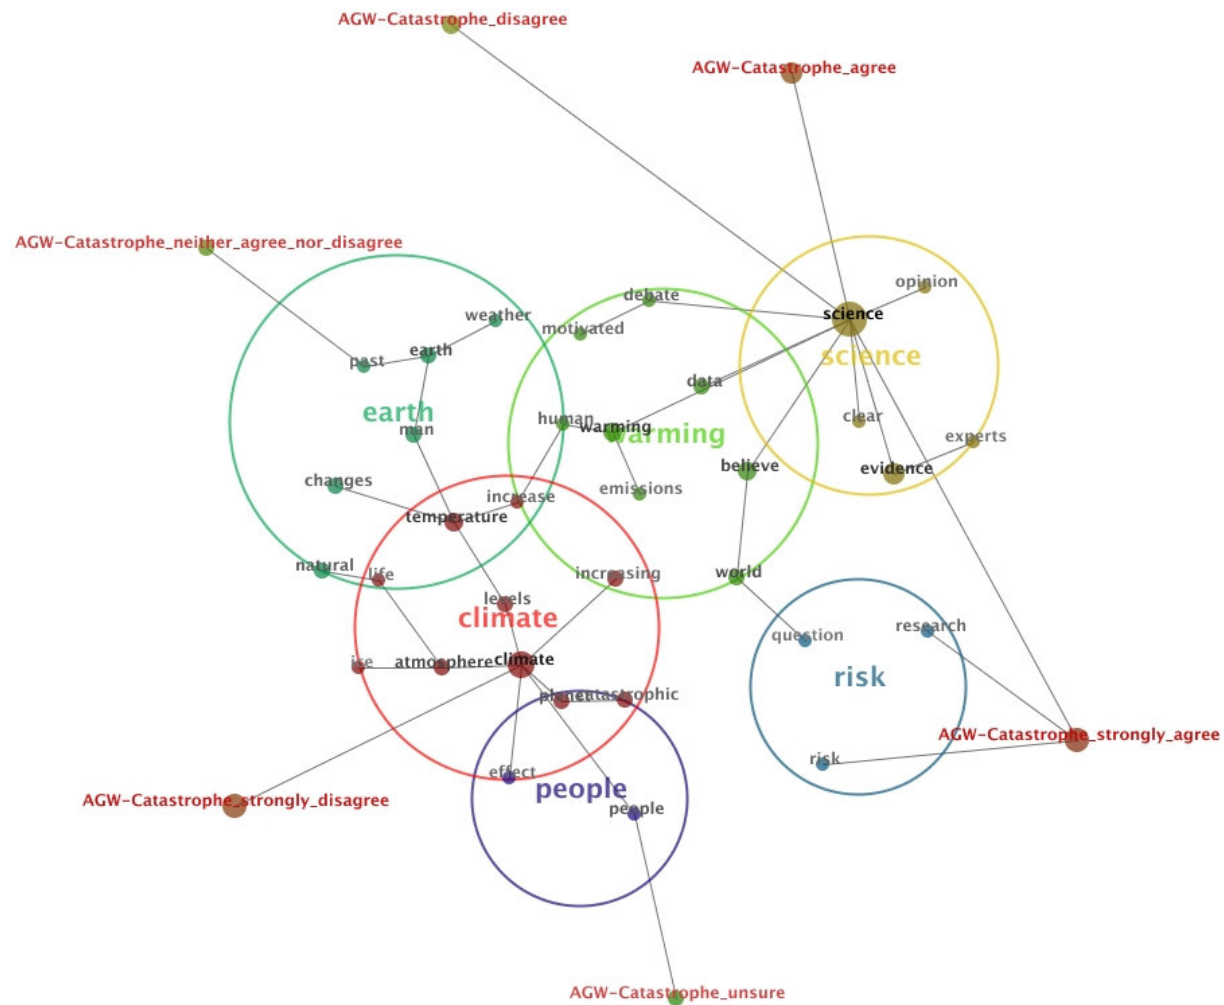 AGW-Catastrophe_disagree
AGW-Catastrophe_agree
AGW-Catastrophe_neither_agree_nor_disagree
opinion
debate
weather
science
motivated
earth
science
past
data
earth
clear
human
man
warming
warming
experts
believe
evidence
changes
emissions
increase
temperature
natural
life
increasing
world
levels
climate
research
question
ice
atmosphere
climate
risk
planet
catastrophic
AGW-Catastrophe_strongly_agree
risk
effect
people
AGW-Catastrophe_strongly_disagree
people
AGW-Catastrophe_unsure